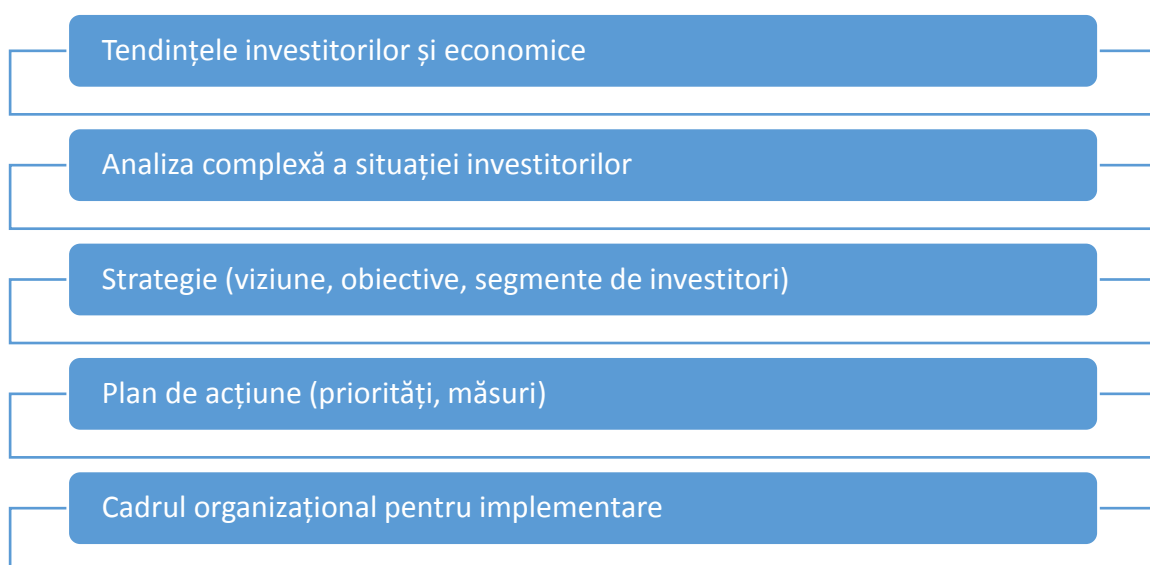 Tendințele investitorilor și economice
Analiza complexă a situației investitorilor
Strategie (viziune, obiective, segmente de investitori)
Plan de acțiune (priorități, măsuri)
Cadrul organizațional pentru implementare